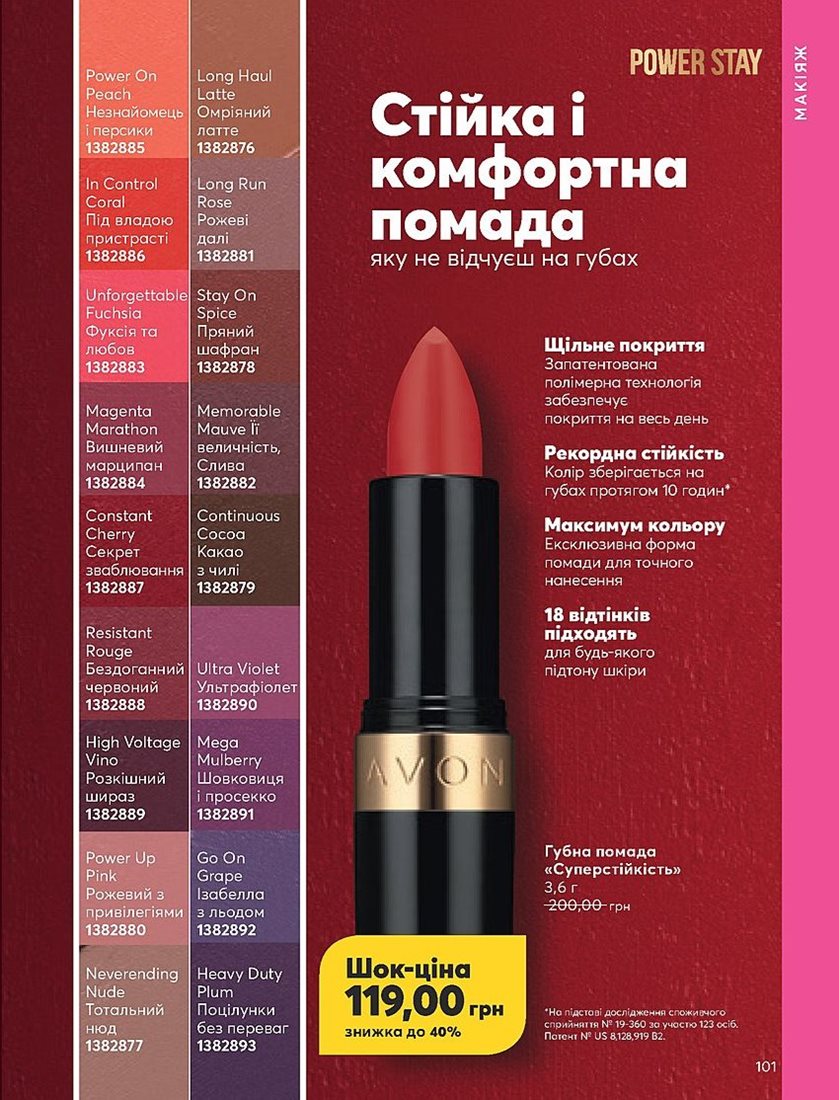 Power On
Peach
Незнайомець
і персики
1382885
Long Haul
Latte
Омріяний
латте
1382876
In Control
Coral
Під владою
пристрасті
1382886
Long Run
Rose
Рожеві
далі
1382881
Unforgettable
Fuchsia
Фуксія та
любов
1382883
Stay On
Spice
Пряний
шафран
1382878
Magenta
Marathon
Вишневий
марципан
1382884
Memorable
Mauve Її
величність,
Слива
1382882
Constant
Cherry
Секрет
зваблювання
1382887
Continuous
Cocoa
Какао
з чилі
1382879
Resistant
Rouge
Бездоганний
червоний
1382888
Ultra Violet
Ультрафіолет
1382890
High Voltage
Vino
Розкішний
шираз
1382889
Mega
Mulberry
Шовковиця
і просекко
1382891
Power Up
Pink
Рожевий з
привілегіями
1382880
Go On
Grape
Ізабелла
з льодом
1382892
Neverending
Nude
Тотальний
нюд
1382877
Heavy Duty
Plum
Поцілунки
без переваг
1382893
POWER STAY
МАКІЯЖ
Стійка і
комфортна
помада
яку не відчуєш на губах
Щільне покриття
Запатентована
полімерна технологія
забезпечує
покриття на весь день
Рекордна стійкість
Колір зберігається на
губах протягом 10 годин*
Максимум кольору
Ексклюзивна форма
помади для точного
нанесення
18 відтінків
підходять
для будь-якого
підтону шкіри
AVON
Губна помада
«Суперстійкість»
3,6 г
200,00 грн
Шок-ціна
119,00 грн
знижка до 40%
*На підставі дослідження споживчого
сприйняття № 19-360 за участю 123 осіб.
Патент № US 8,128,919 B2.
101